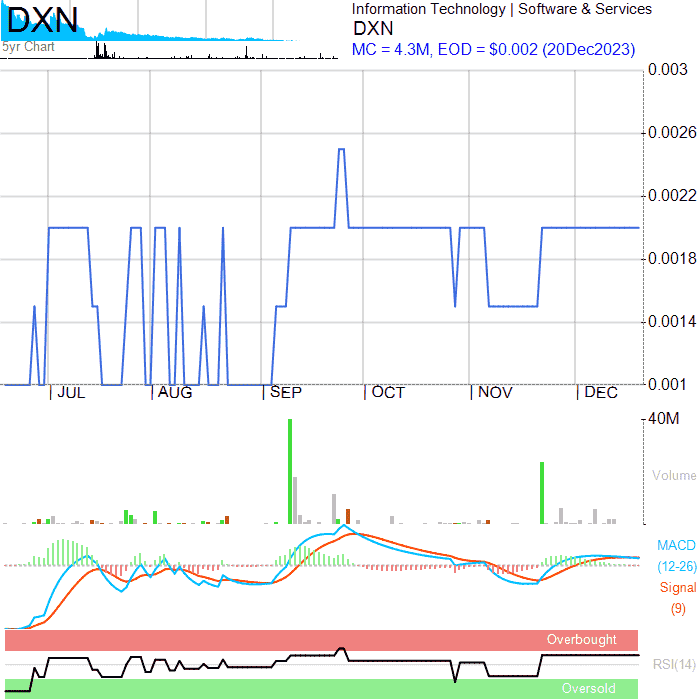 DXN
5yr Chart
Information Technology | Software & Services
DXN
MC = 4.3M, EOD = $0.002 (20Dec2023)
0.003
0.0026
0.0022
0.0018
0.0014
0.001
JUL
AUG
SEP
OCT
NOV
DEC
40M
Volume
MACD
(12-26)
Signal
(9)
Overbought
RSI(14)
Oversold